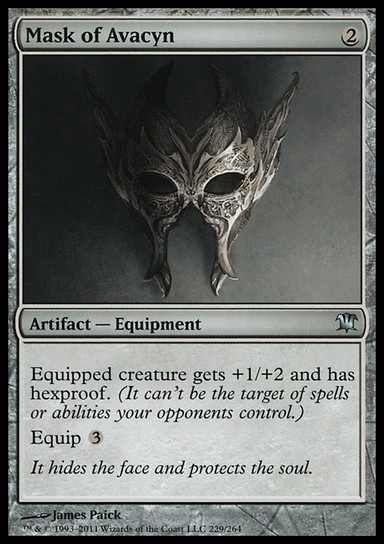 Mask of Avacyn 2
Artifact — Equipment
Equipped creature gets +1/+2 and has
hexproof. (It can't be the target of spells
or abilities your opponents control.)
Equip 3
It hides the face and protects the soul.
James Paick
™ & © 1993–2011 Wizards of the Coast LLC 229/264